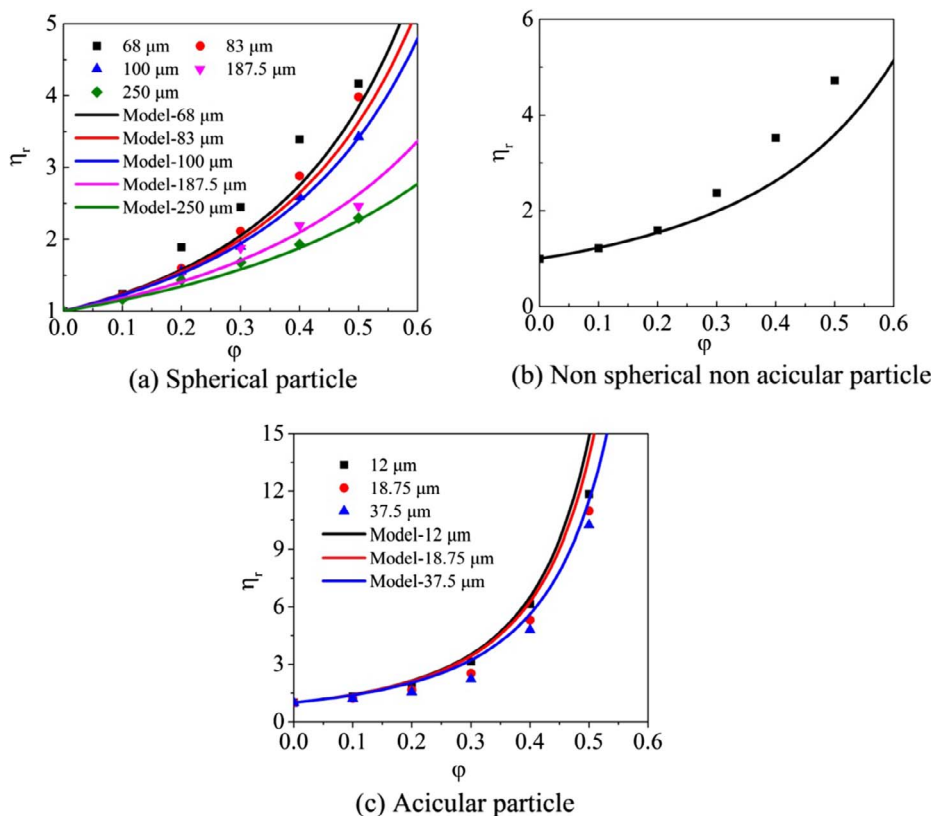 5
4
3
2
1
η_r
68 μm
83 μm
100 μm
187.5 μm
250 μm
Model-68 μm
Model-83 μm
Model-100 μm
Model-187.5 μm
Model-250 μm
0.0 0.1 0.2 0.3 0.4 0.5 0.6
φ
(a) Spherical particle
6
4
2
0
η_r
0.0 0.1 0.2 0.3 0.4 0.5 0.6
φ
(b) Non spherical non acicular particle
15
12
9
6
3
0
η_r
12 μm
18.75 μm
37.5 μm
Model-12 μm
Model-18.75 μm
Model-37.5 μm
0.0 0.1 0.2 0.3 0.4 0.5 0.6
φ
(c) Acicular particle